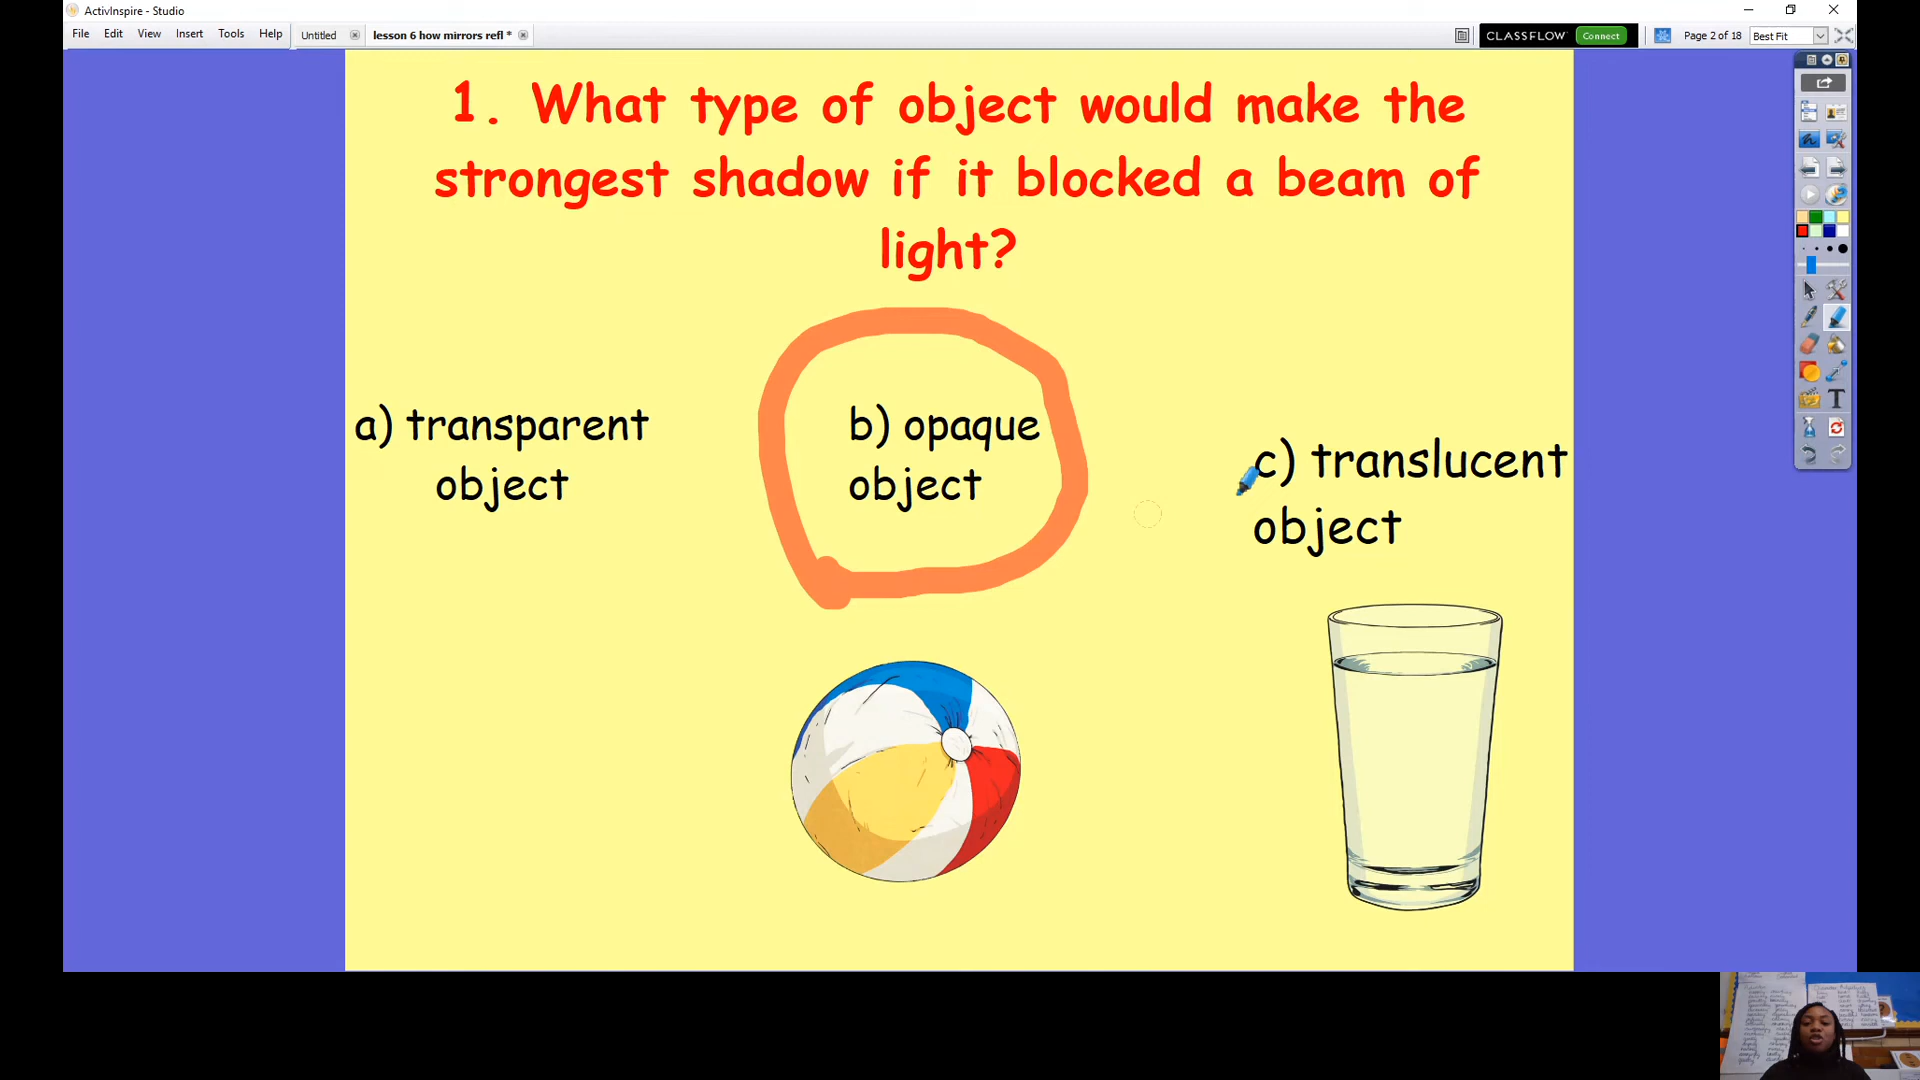 ActivInspire - Studio
File Edit View Insert Tools Help
Untitled
lesson 6 how mirrors refl *
CLASSFLOW Connect
Page 2 of 18
Best Fit
1. What type of object would make the
strongest shadow if it blocked a beam of
light?
a) transparent
object
b) opaque
object
c) translucent
object
T